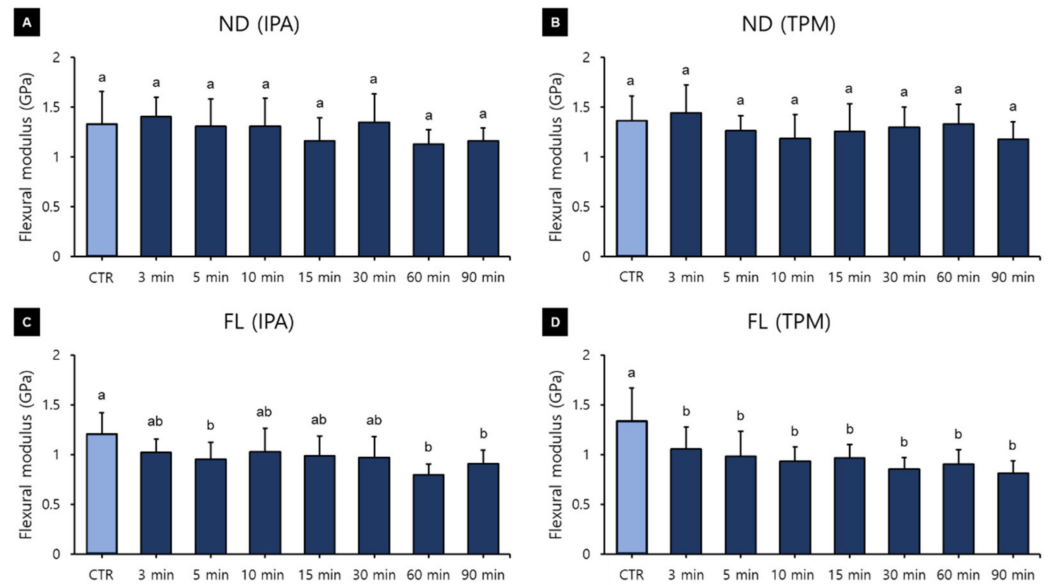 A
ND (IPA)
Flexural modulus (GPa)
2
1.5
1
0.5
0
a a a a a a a a
CTR 3 min 5 min 10 min 15 min 30 min 60 min 90 min
B
ND (TPM)
Flexural modulus (GPa)
2
1.5
1
0.5
0
a a a a a a a a
CTR 3 min 5 min 10 min 15 min 30 min 60 min 90 min
C
FL (IPA)
Flexural modulus (GPa)
2
1.5
1
0.5
0
a ab b ab ab ab b b
CTR 3 min 5 min 10 min 15 min 30 min 60 min 90 min
D
FL (TPM)
Flexural modulus (GPa)
2
1.5
1
0.5
0
a b b b b b b b
CTR 3 min 5 min 10 min 15 min 30 min 60 min 90 min